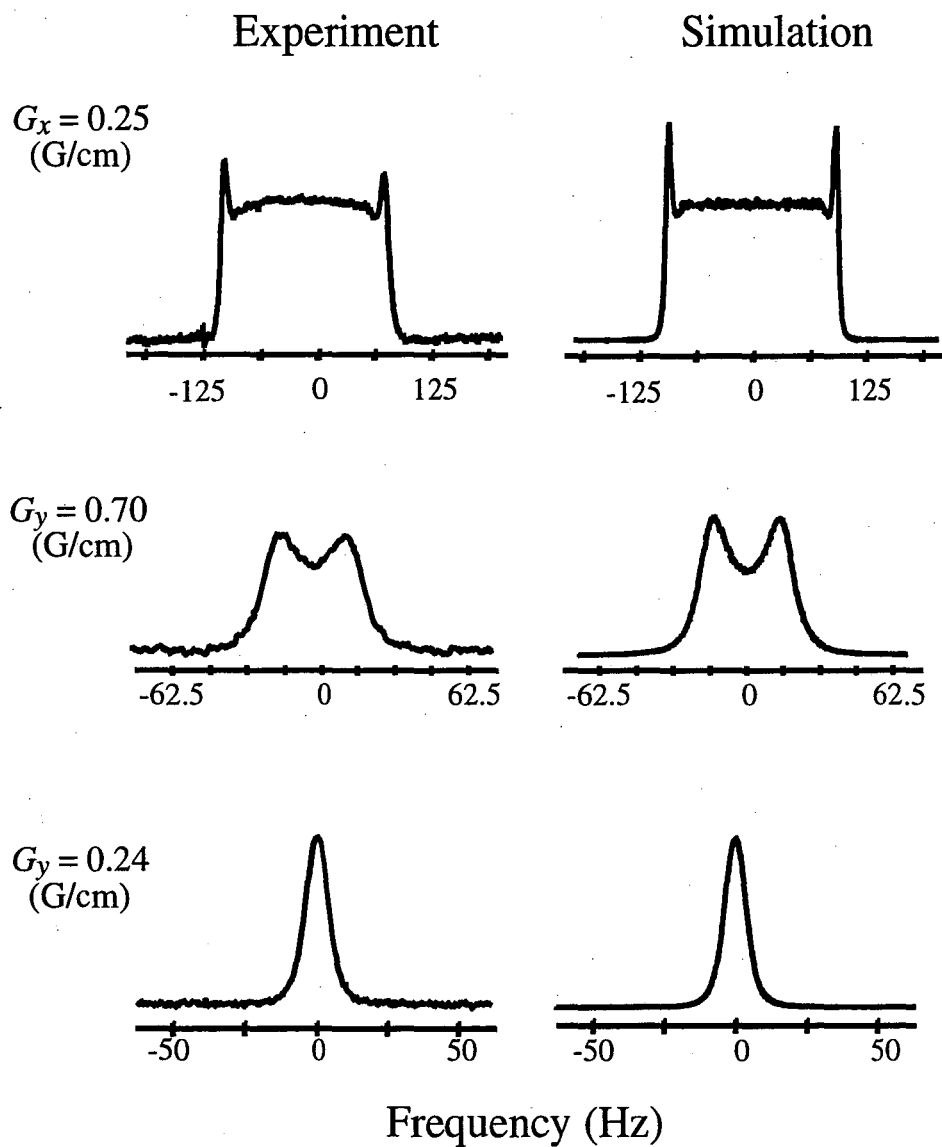 Experiment Simulation
Gx = 0.25
(G/cm)
-125 0 125 -125 0 125
Gy = 0.70
(G/cm)
-62.5 0 62.5 -62.5 0 62.5
Gy = 0.24
(G/cm)
-50 0 50 -50 0 50
Frequency (Hz)